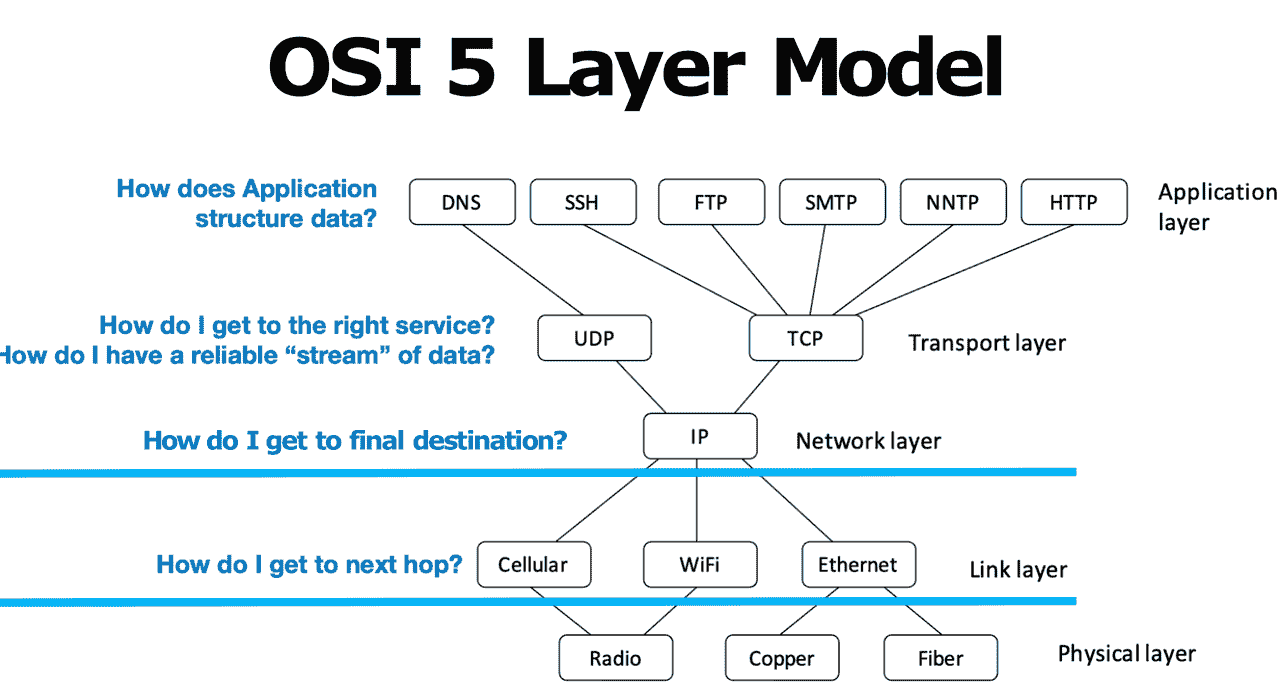 OSI 5 Layer Model
How does Application
structure data?
DNS
SSH
FTP
SMTP
NNTP
HTTP
Application
layer
How do I get to the right service?
How do I have a reliable “stream” of data?
UDP
TCP
Transport layer
How do I get to final destination?
IP
Network layer
How do I get to next hop?
Cellular
WiFi
Ethernet
Link layer
Radio
Copper
Fiber
Physical layer